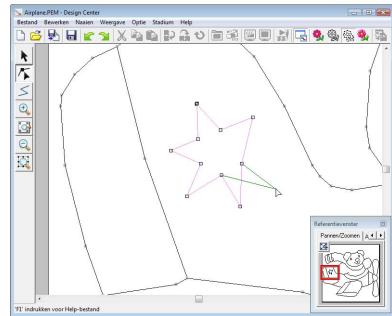 Airplane.PEM - Design Center
Bestand Bewerken Naaien Weergave Optie Stadium Help
Referentievenster
Pannen/Zoomen
'F1' indrukken voor Help-bestand